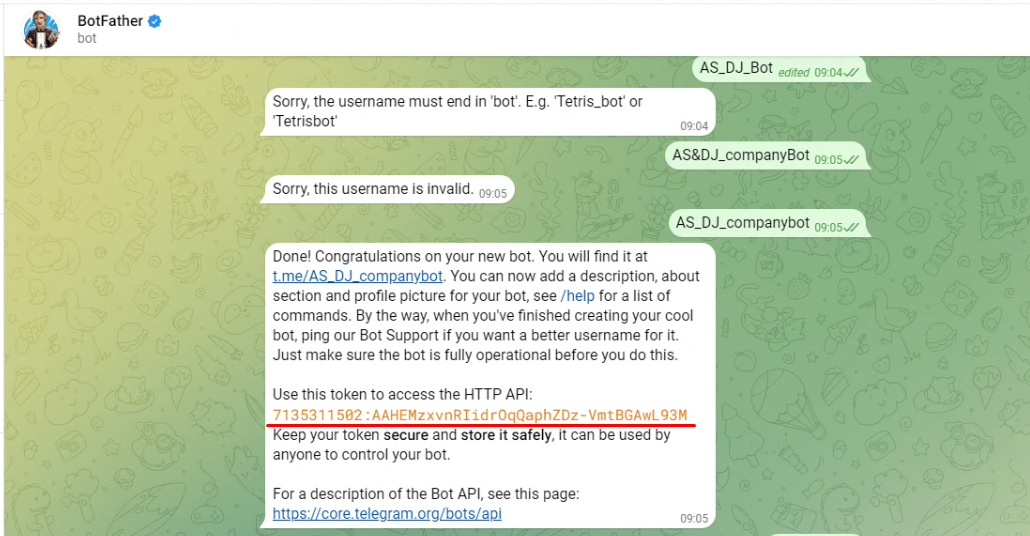 BotFather
bot
AS_DJ_Bot edited 09:04
Sorry, the username must end in 'bot'. E.g. 'Tetris_bot' or
'Tetrisbot'
09:04
AS&DJ_companyBot 09:05
Sorry, this username is invalid. 09:05
AS_DJ_companybot 09:05
Done! Congratulations on your new bot. You will find it at
t.me/AS_DJ_companybot. You can now add a description, about
section and profile picture for your bot, see /help for a list of
commands. By the way, when you've finished creating your cool
bot, ping our Bot Support if you want a better username for it.
Just make sure the bot is fully operational before you do this.
Use this token to access the HTTP API:
7135311502:AAHEMzxvnRIidrOqQaphZDz-VmtBGAwL93M
Keep your token secure and store it safely, it can be used by
anyone to control your bot.
For a description of the Bot API, see this page:
https://core.telegram.org/bots/api
09:05